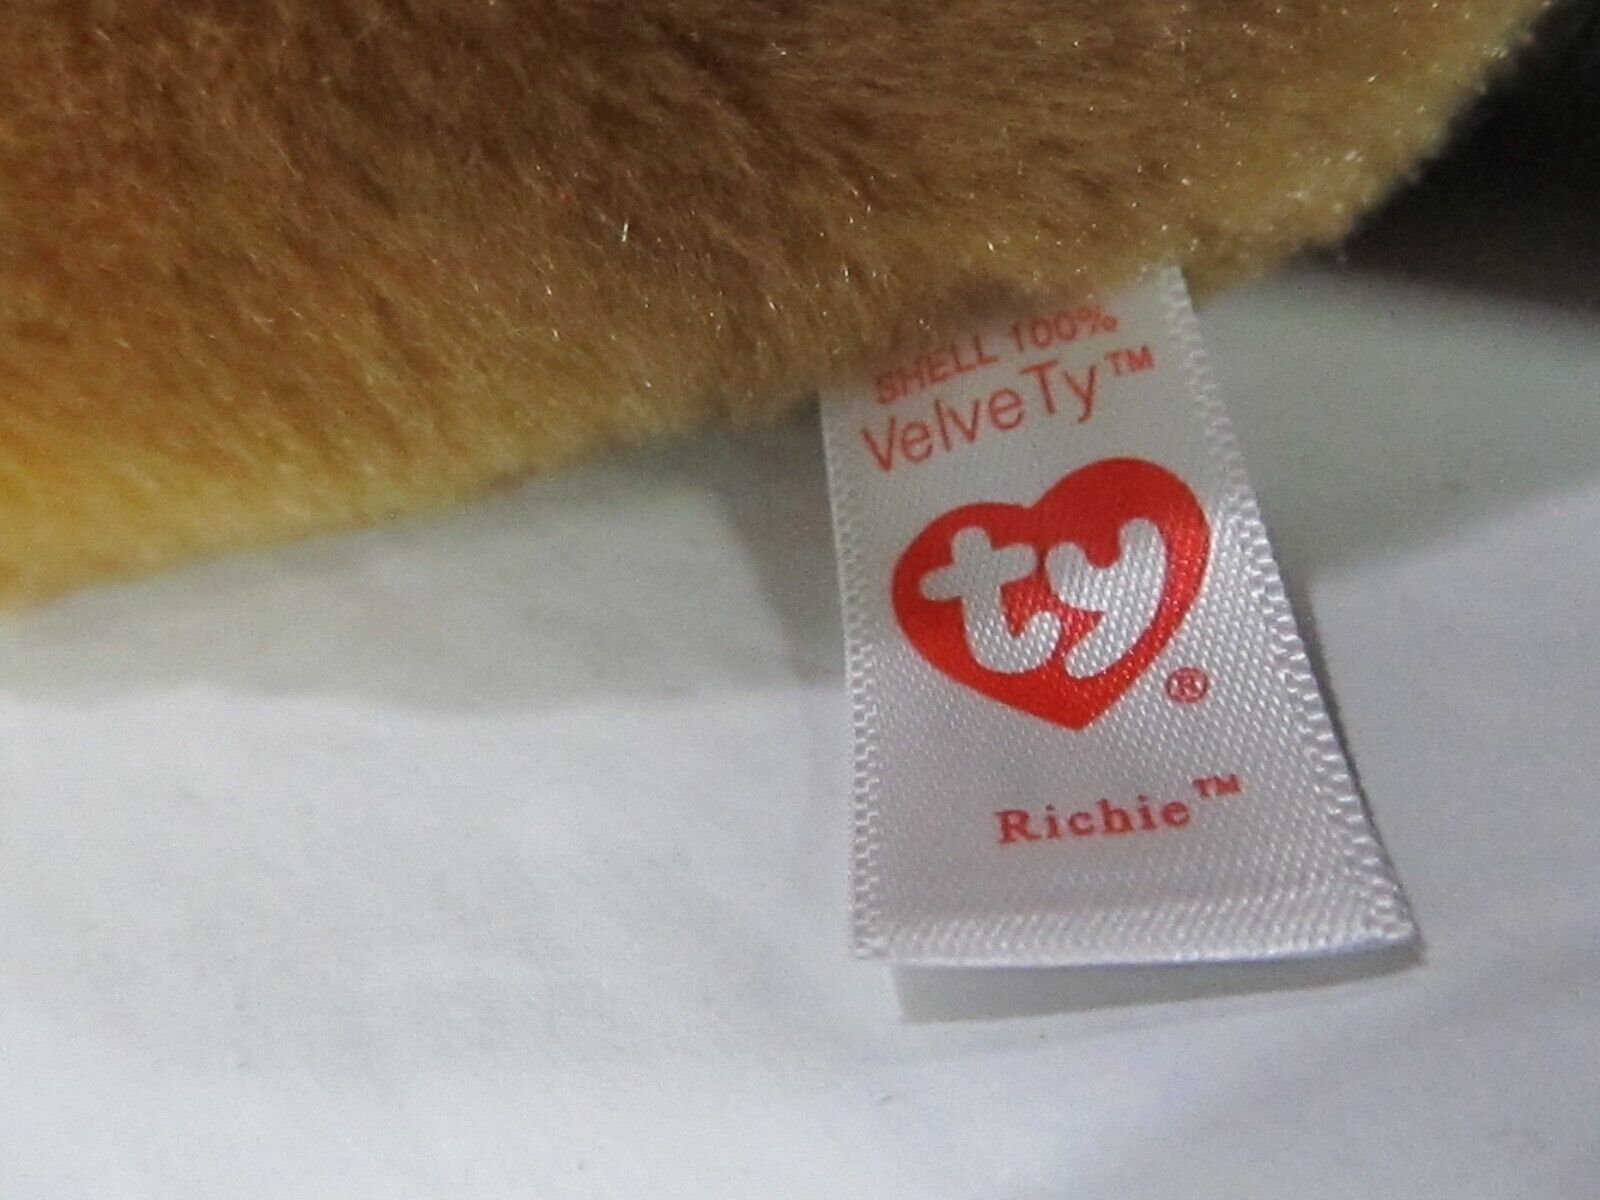 SHELL 100%
VelveTy™
ty®
Richie™